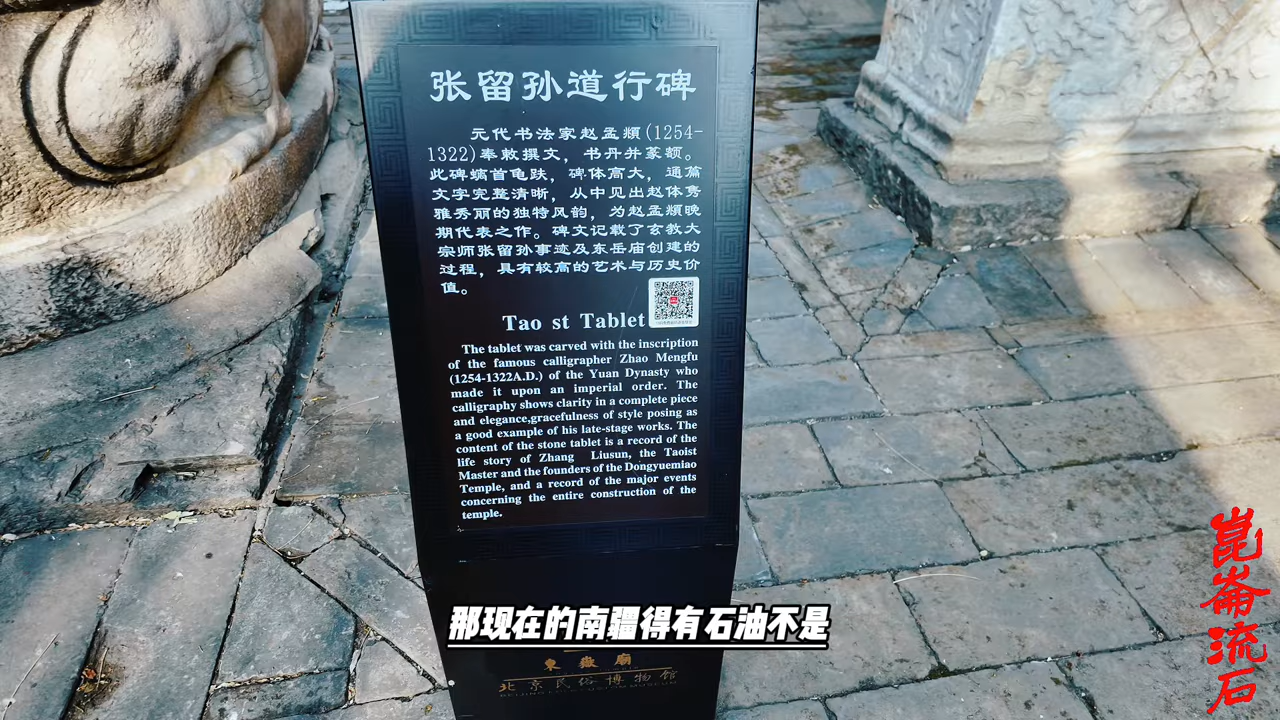 张留孙道行碑
元代书法家赵孟頫(1254-
1322)奉敕撰文，书丹并篆额。
此碑螭首龟趺，碑体高大，通篇
文字完整清晰，从中见出赵体隽
雅秀丽的独特风韵，为赵孟頫晚
期代表之作。碑文记载了玄教大
宗师张留孙事迹及东岳庙创建的
过程，具有较高的艺术与历史价
值。
Tao st Tablet
The tablet was carved with the inscription
of the famous calligrapher Zhao Mengfu
(1254-1322A.D.) of the Yuan Dynasty who
made it upon an imperial order. The
calligraphy shows clarity in a complete piece
and elegance,gracefulness of style posing as
a good example of his late-stage works. The
content of the stone tablet is a record of the
life story of Zhang Liusun, the Taoist
Master and the founders of the Dongyuemiao
Temple, and a record of the major events
concerning the entire construction of the
temple.
那现在的南疆得有石油不是
東嶽廟
北京民俗博物馆
崑崙流石